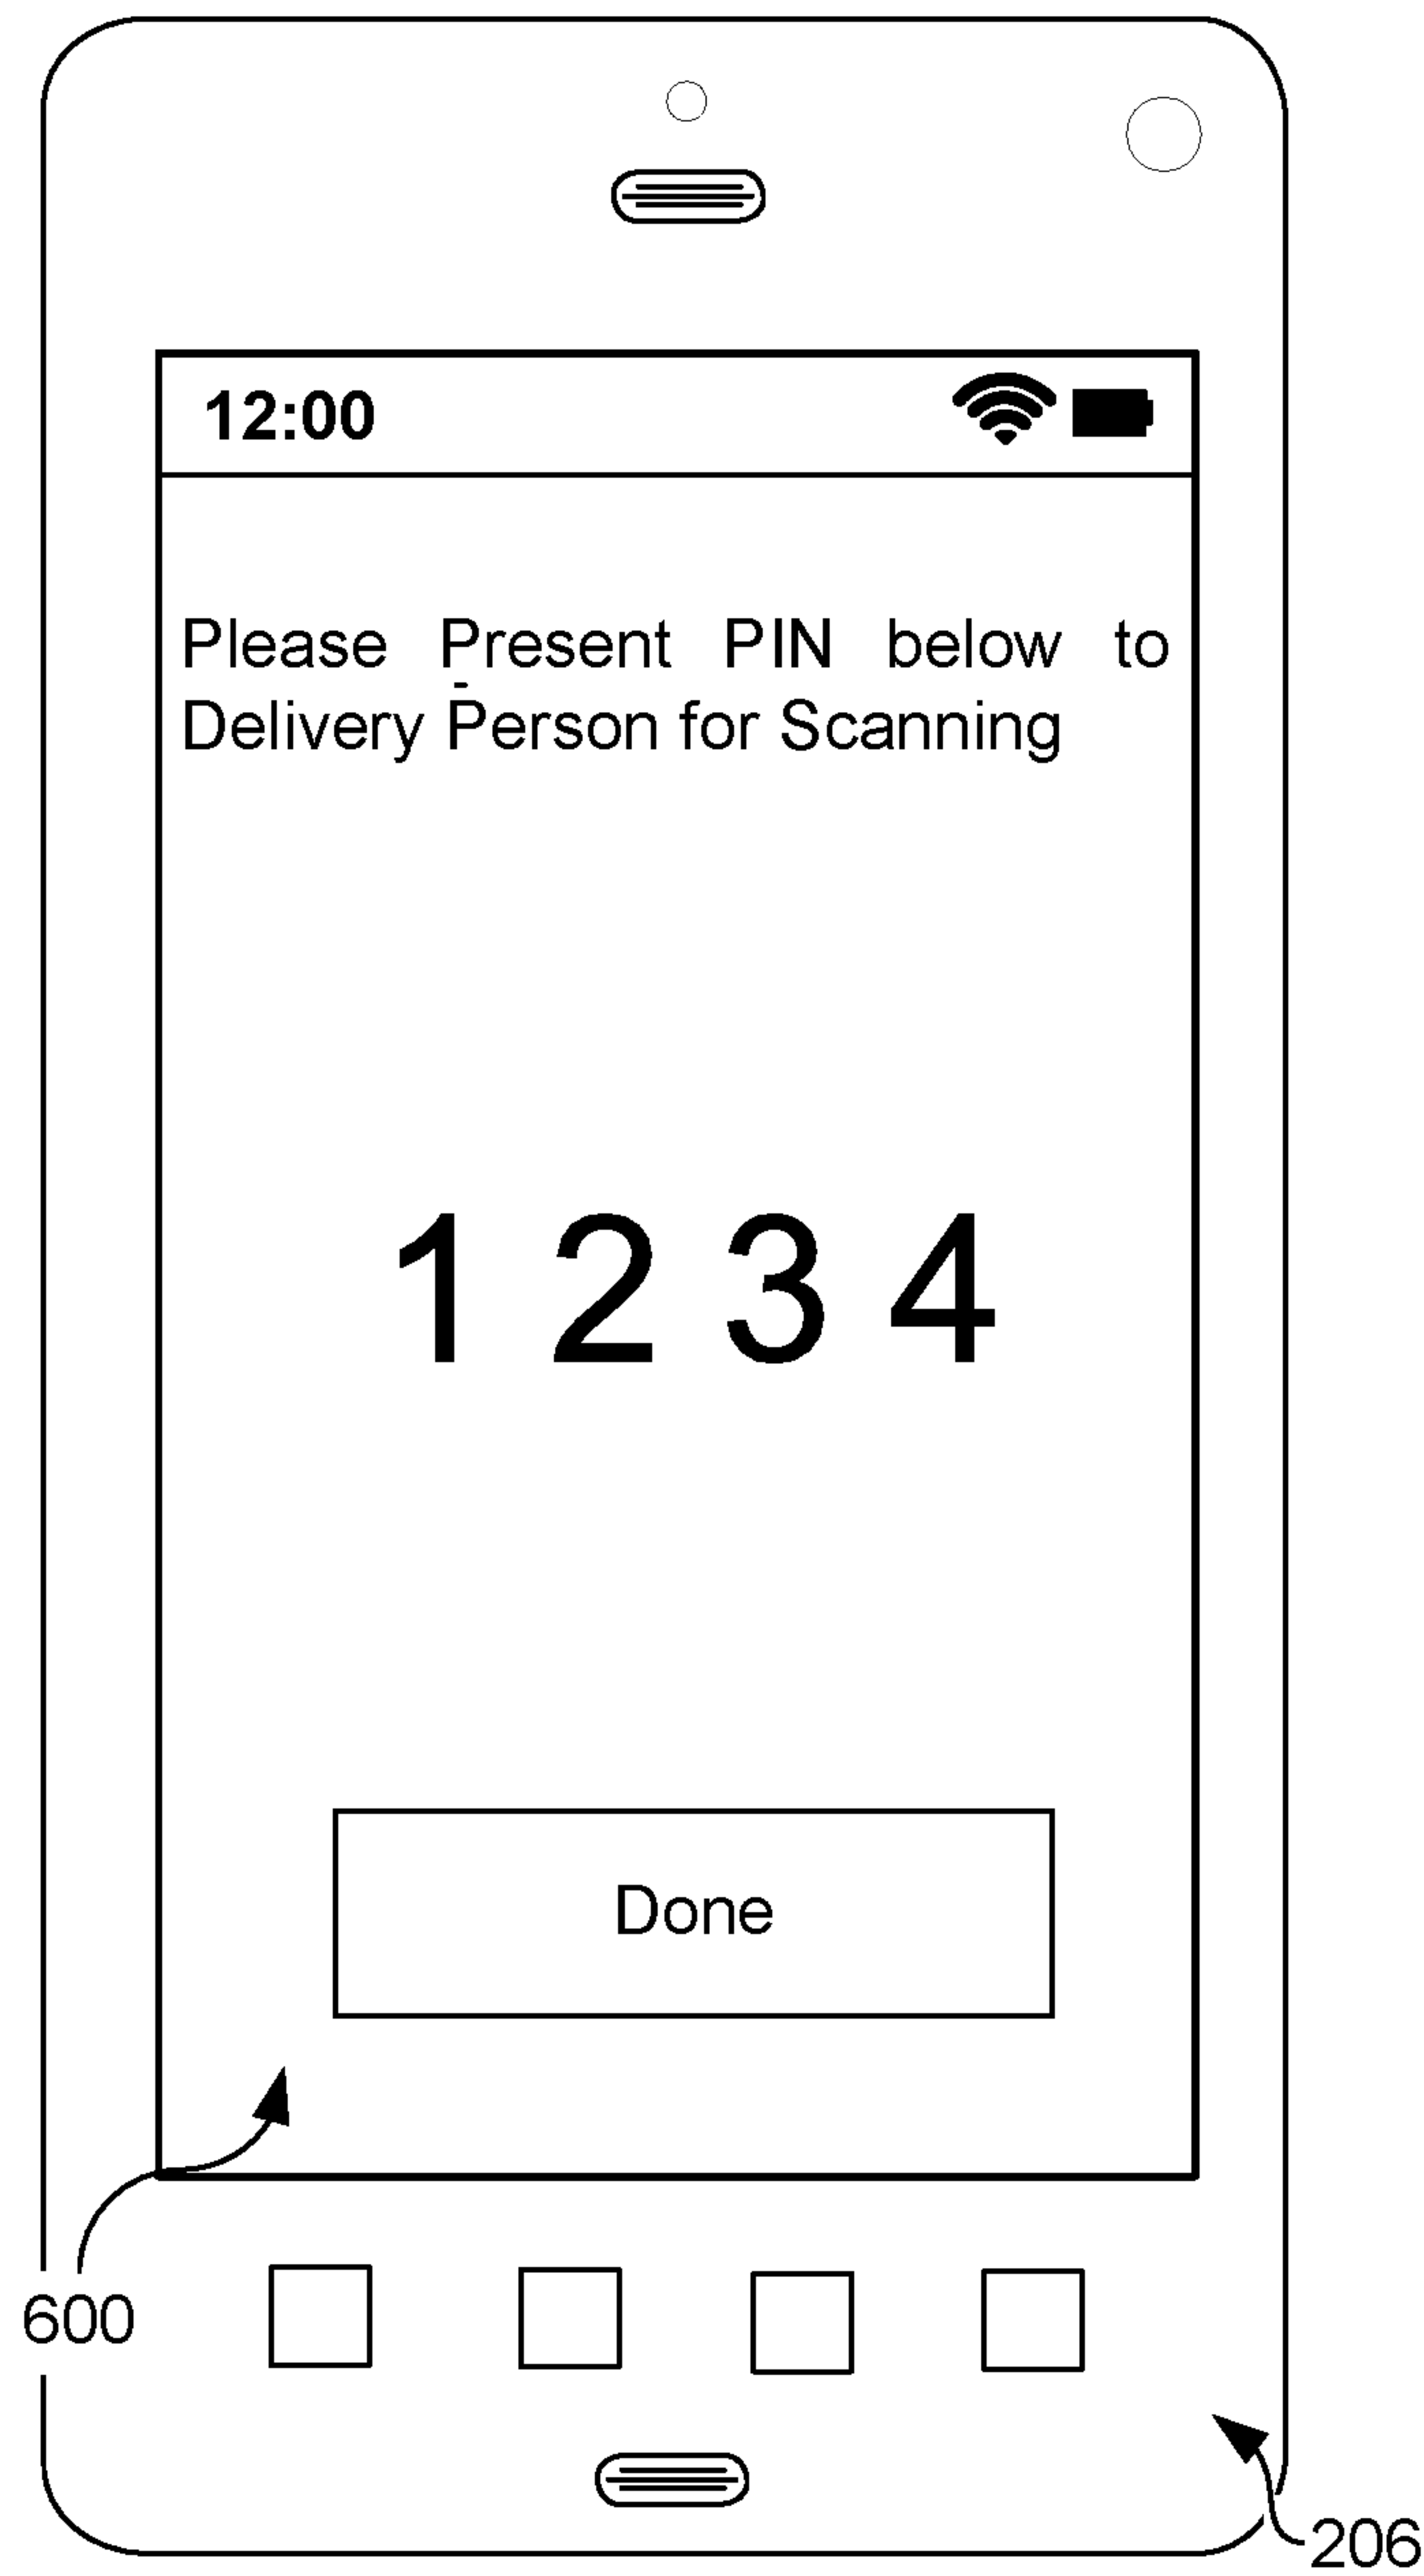 12:00
Please Present PIN below to
Delivery Person for Scanning
1 2 3 4
Done
600
206